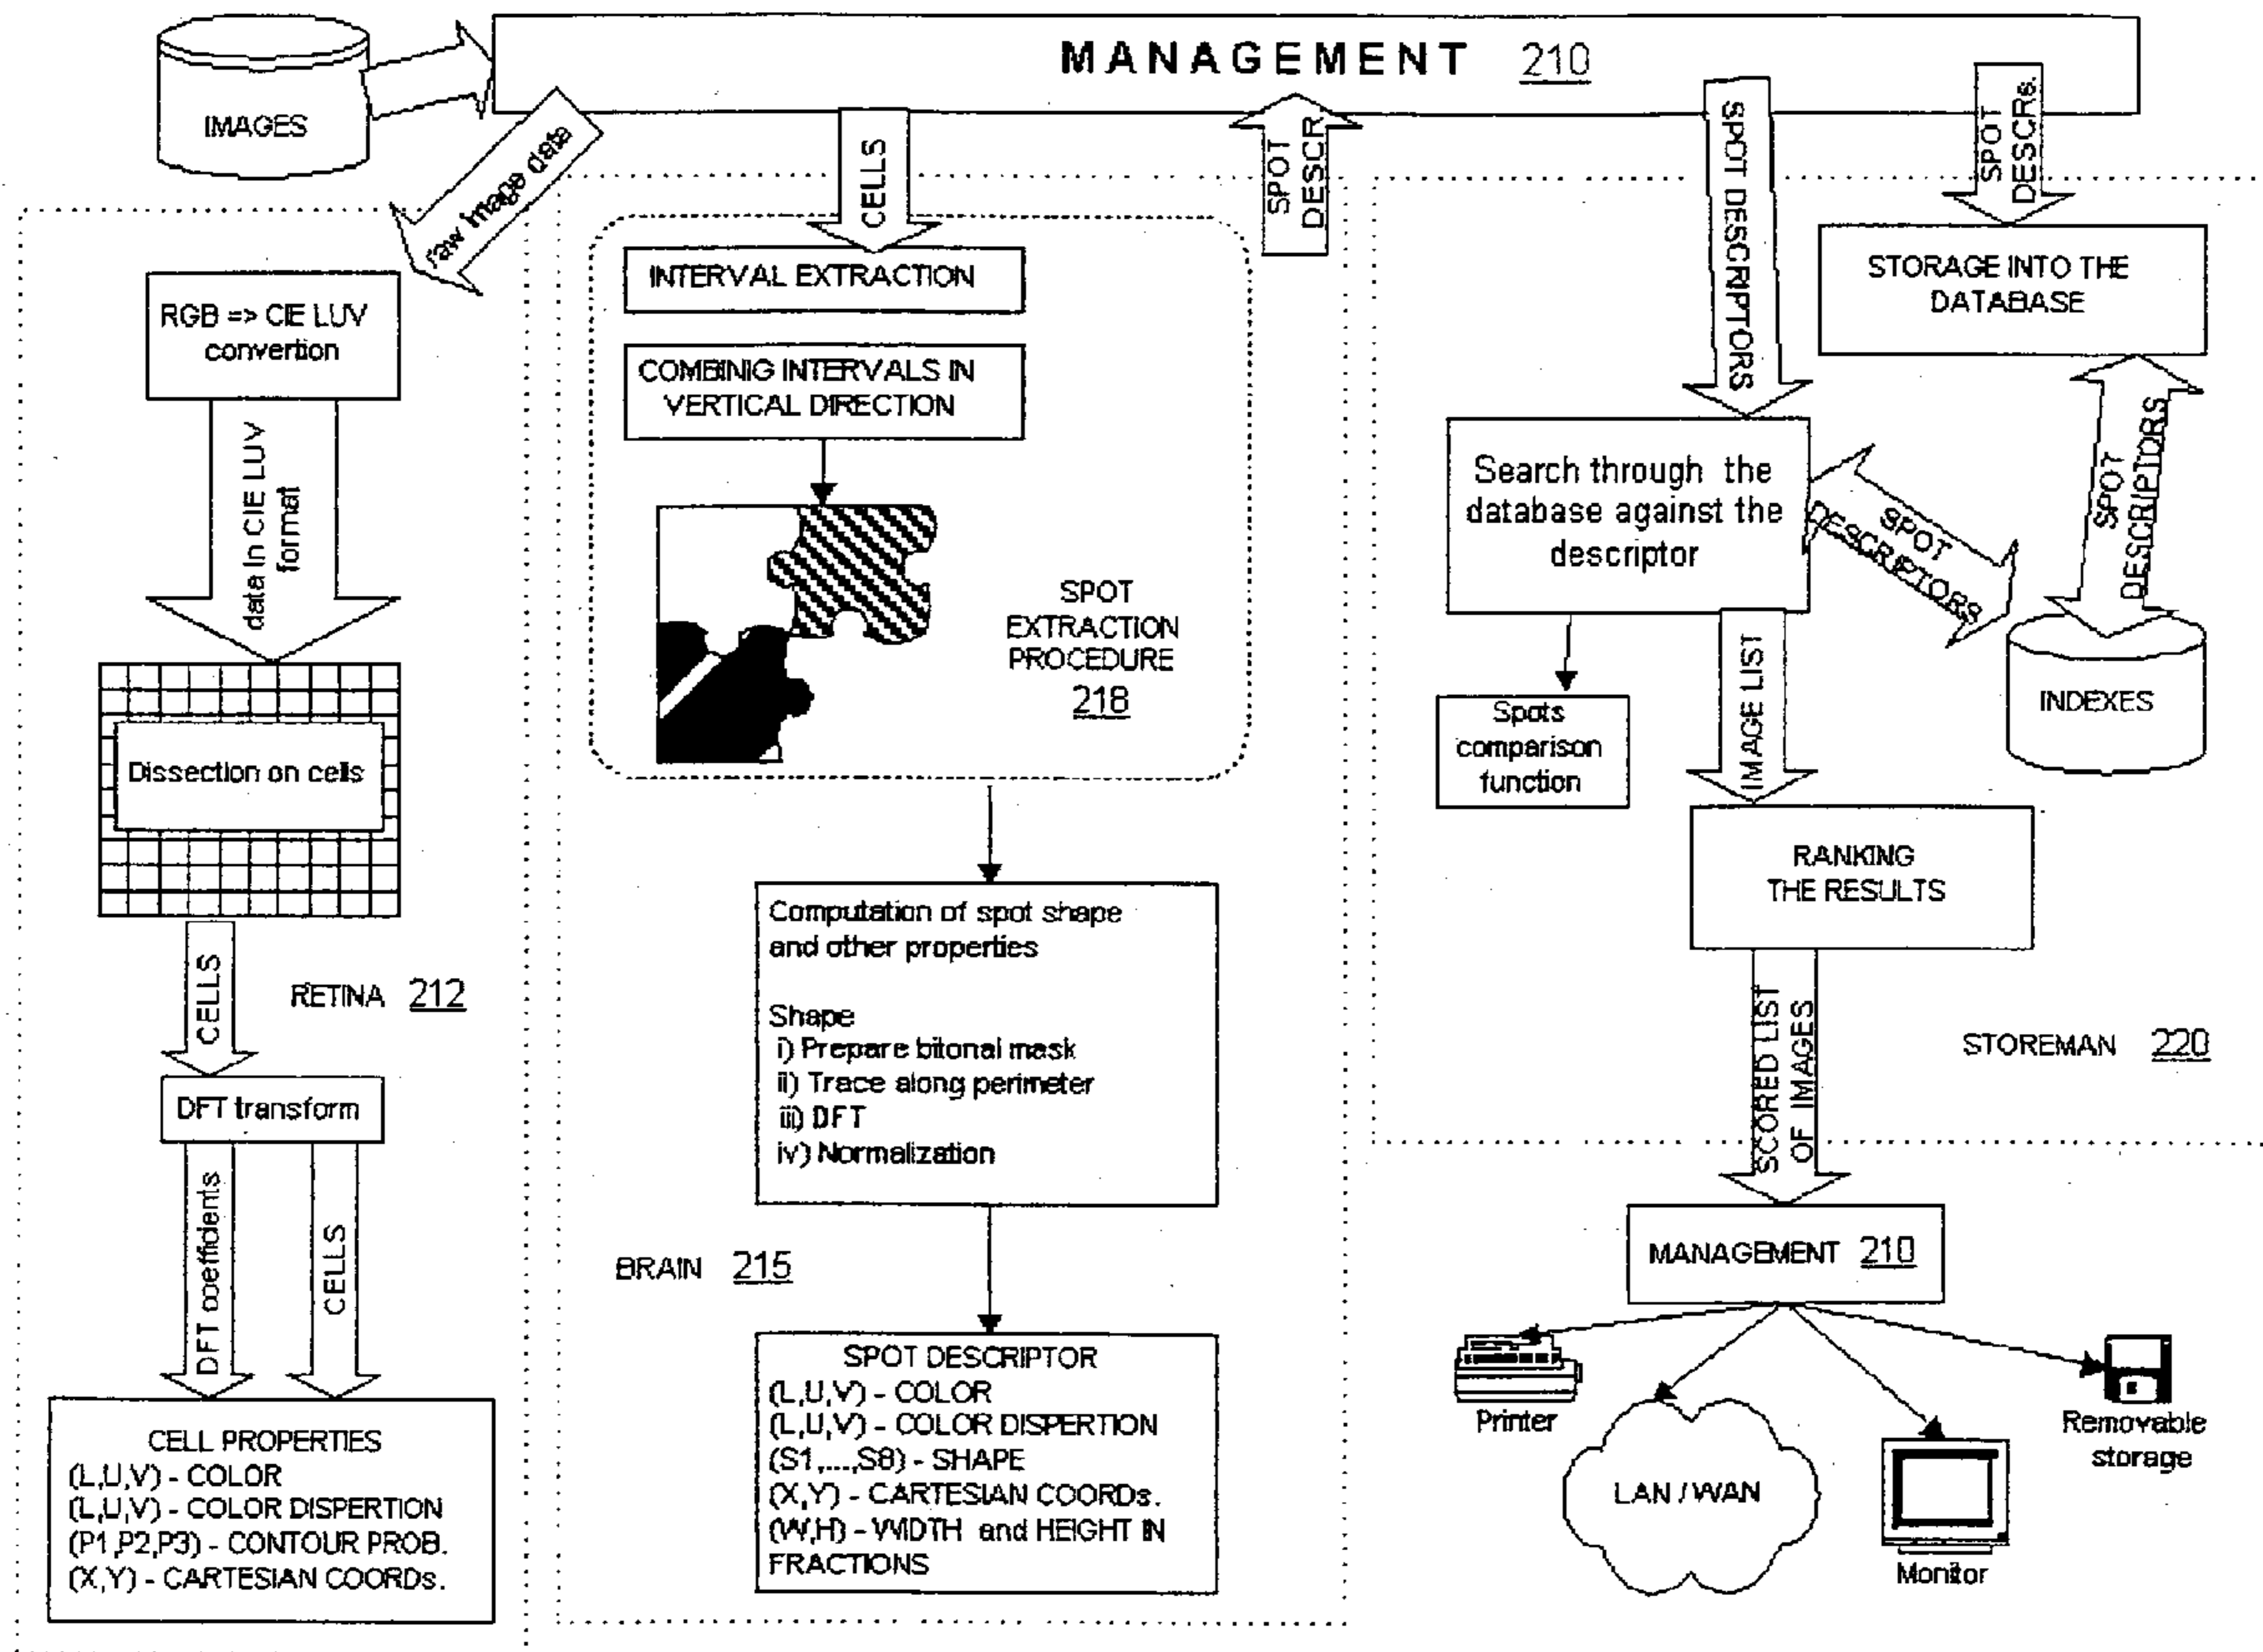 MANAGEMENT 210
IMAGES
raw image data
CELLS
SPOT
DESCR
SPOT DESCRIPTORS
SPOT
DESCRs.
RGB => CIE LUV
convertion
data in CIE LUV
format
Dissection on cells
CELLS
RETINA 212
DFT transform
DFT coefficients
CELLS
CELL PROPERTIES
(L,U,V) - COLOR
(L,U,V) - COLOR DISPERTION
(P1,P2,P3) - CONTOUR PROB.
(X,Y) - CARTESIAN COORDs.
INTERVAL EXTRACTION
COMBINIG INTERVALS IN
VERTICAL DIRECTION
SPOT
EXTRACTION
PROCEDURE
218
Computation of spot shape
and other properties
Shape
i) Prepare bitonal mask
ii) Trace along perimeter
iii) DFT
iv) Normalization
BRAIN 215
SPOT DESCRIPTOR
(L,U,V) - COLOR
(L,U,V) - COLOR DISPERTION
(S1,...,S8) - SHAPE
(X,Y) - CARTESIAN COORDs.
(W,H) - WIDTH and HEIGHT IN
FRACTIONS
STORAGE INTO THE
DATABASE
SPOT
DESCRIPTORS
Search through the
database against the
descriptor
SPOT
DESCRIPTORS
INDEXES
Spots
comparison
function
IMAGE LIST
RANKING
THE RESULTS
SCORED LIST
OF IMAGES
STOREMAN 220
MANAGEMENT 210
Printer
LAN / WAN
Monitor
Removable
storage